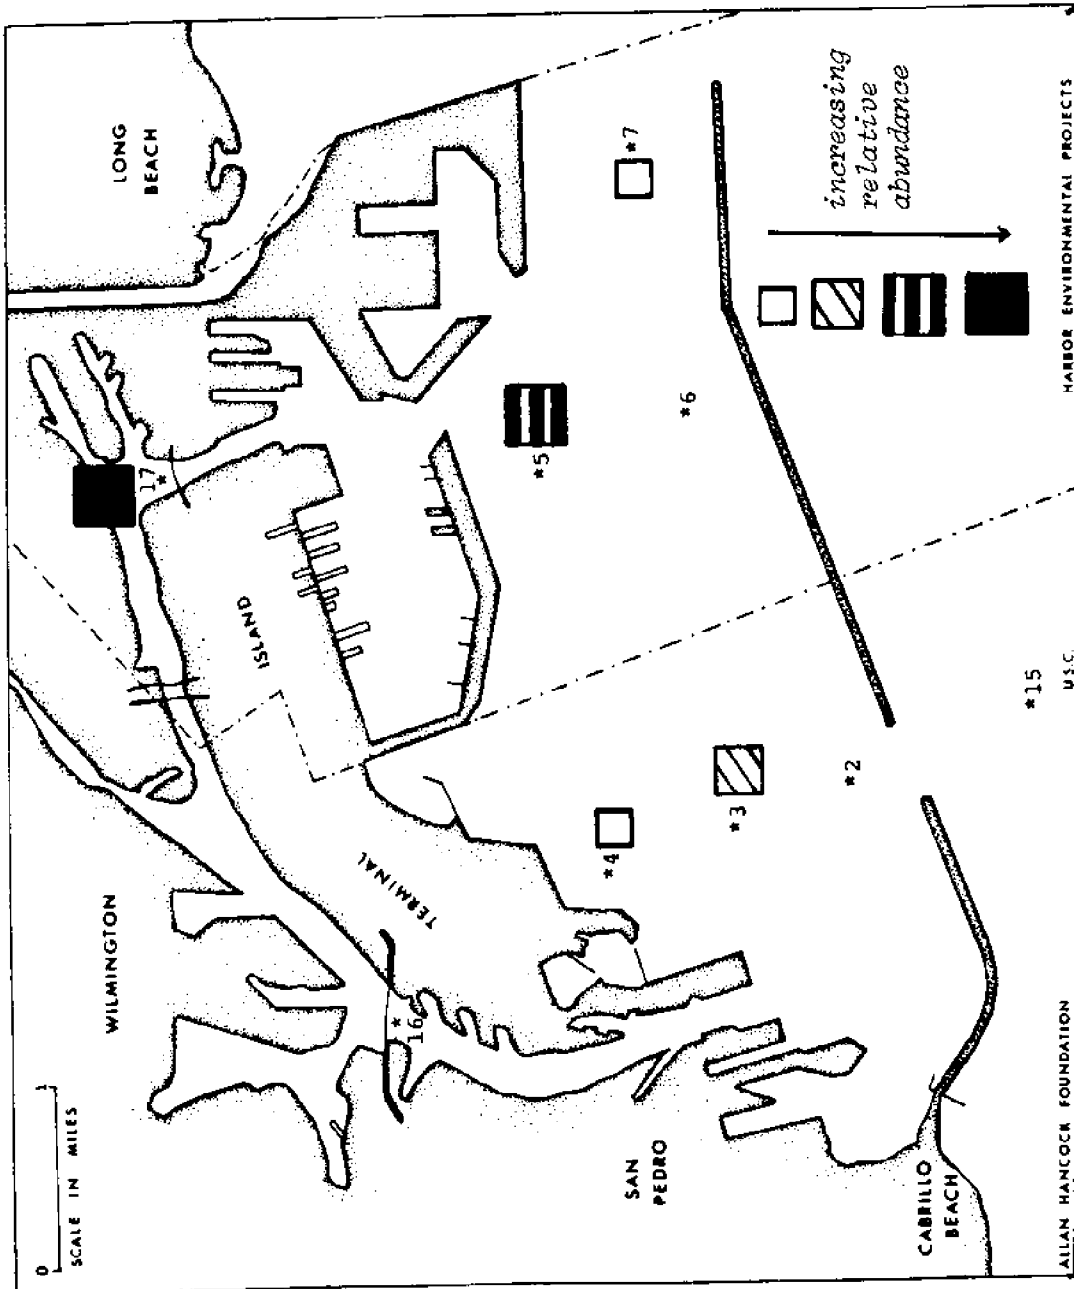 0 1
SCALE IN MILES
WILMINGTON
LONG
BEACH
17
*
ISLAND
TERMINAL
*
16
SAN
PEDRO
CABRILLO
BEACH
*4
*3
*2
*5
*6
*7
*15
increasing
relative
abundance
ALLAN HANCOCK FOUNDATION
U.S.C.
HARBOR ENVIRONMENTAL PROJECTS